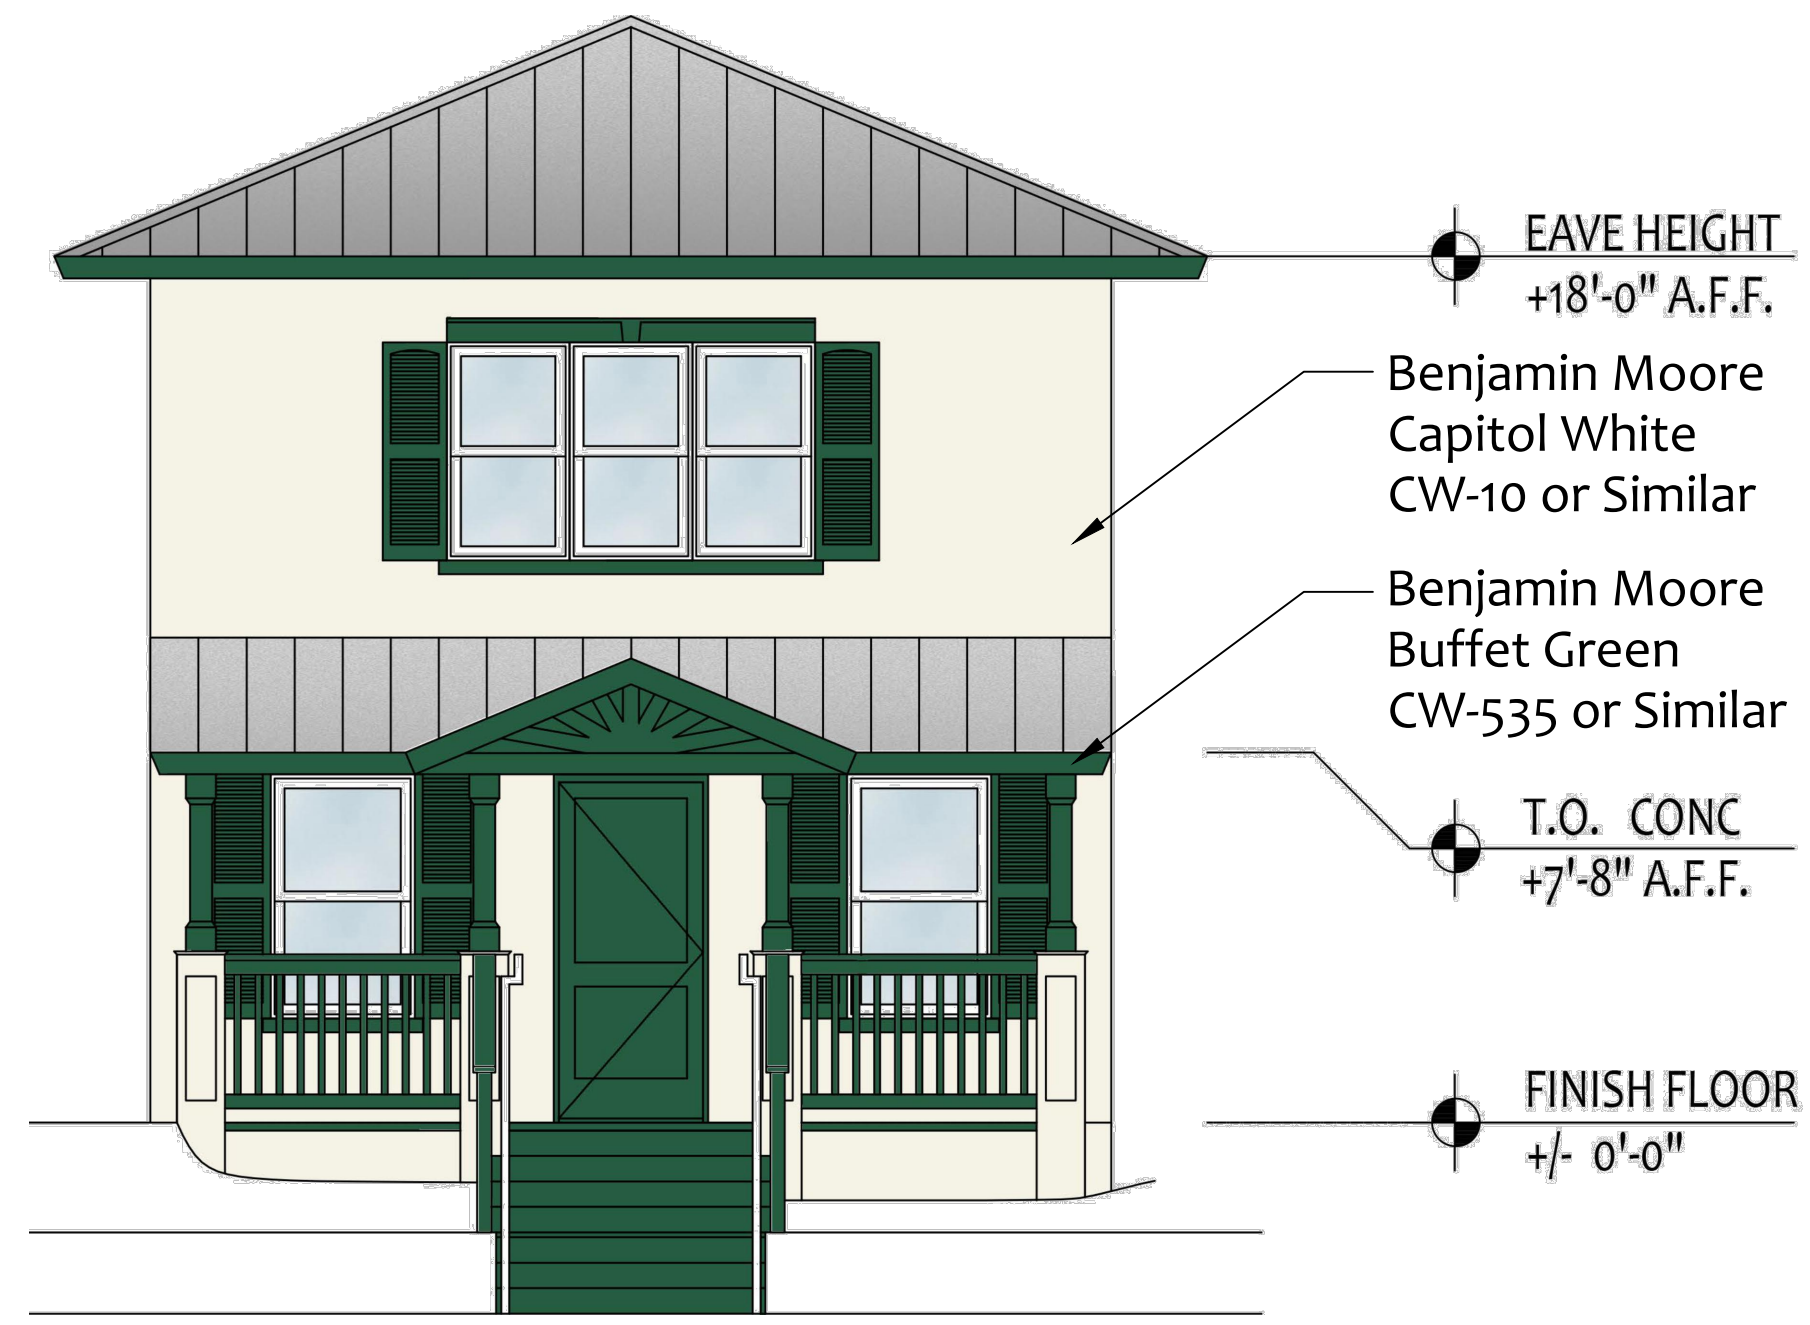 EAVE HEIGHT
+18'-0" A.F.F.
Benjamin Moore
Capitol White
CW-10 or Similar
Benjamin Moore
Buffet Green
CW-535 or Similar
T.O. CONC
+7'-8" A.F.F.
FINISH FLOOR
+/- 0'-0"